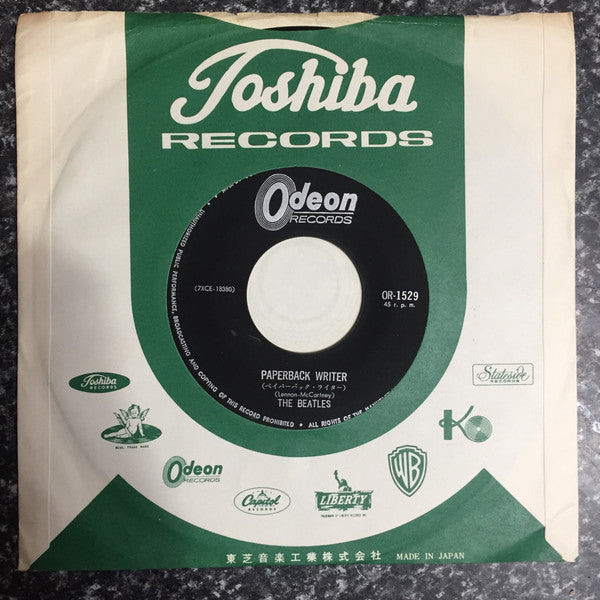 Toshiba
RECORDS
Odeon
RECORDS
(7XCE-18380)
OR-1529
45 r. p. m.
PAPERBACK WRITER
(ペイパーバック・ライター)
(Lennon-McCartney)
THE BEATLES
UNAUTHORIZED PUBLIC PERFORMANCE, BROADCASTING AND COPYING OF THIS RECORD PROHIBITED • ALL RIGHTS OF THE
Toshiba
RECORDS
Stateside
Odeon
RECORDS
Capitol
RECORDS
LIBERTY
WB
K
東芝音楽工業株式会社 MADE IN JAPAN